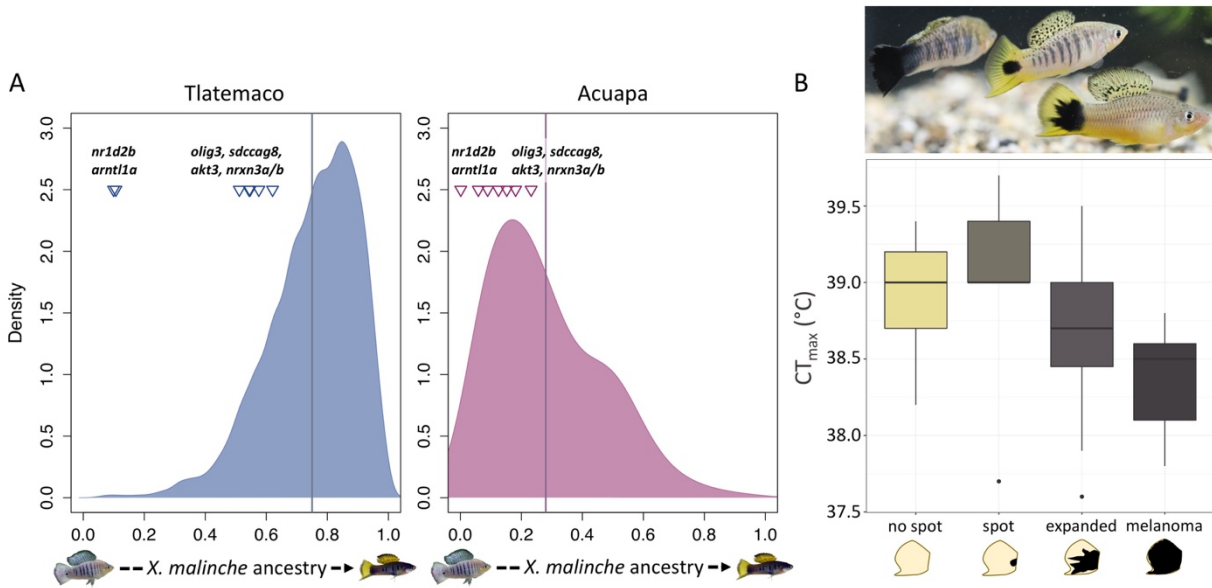 A
Tlatemaco
Acuapa
B
Density
3.0
2.5
2.0
1.5
1.0
0.5
0.0
nr1d2b
arntl1a
olig3, sdccag8,
akt3, nrxn3a/b
0.0 0.2 0.4 0.6 0.8 1.0
3.0
2.5
2.0
1.5
1.0
0.5
0.0
nr1d2b
arntl1a
olig3, sdccag8,
akt3, nrxn3a/b
0.0 0.2 0.4 0.6 0.8 1.0
X. malinche ancestry
X. malinche ancestry
CTmax (°C)
39.5
39.0
38.5
38.0
37.5
no spot spot expanded melanoma